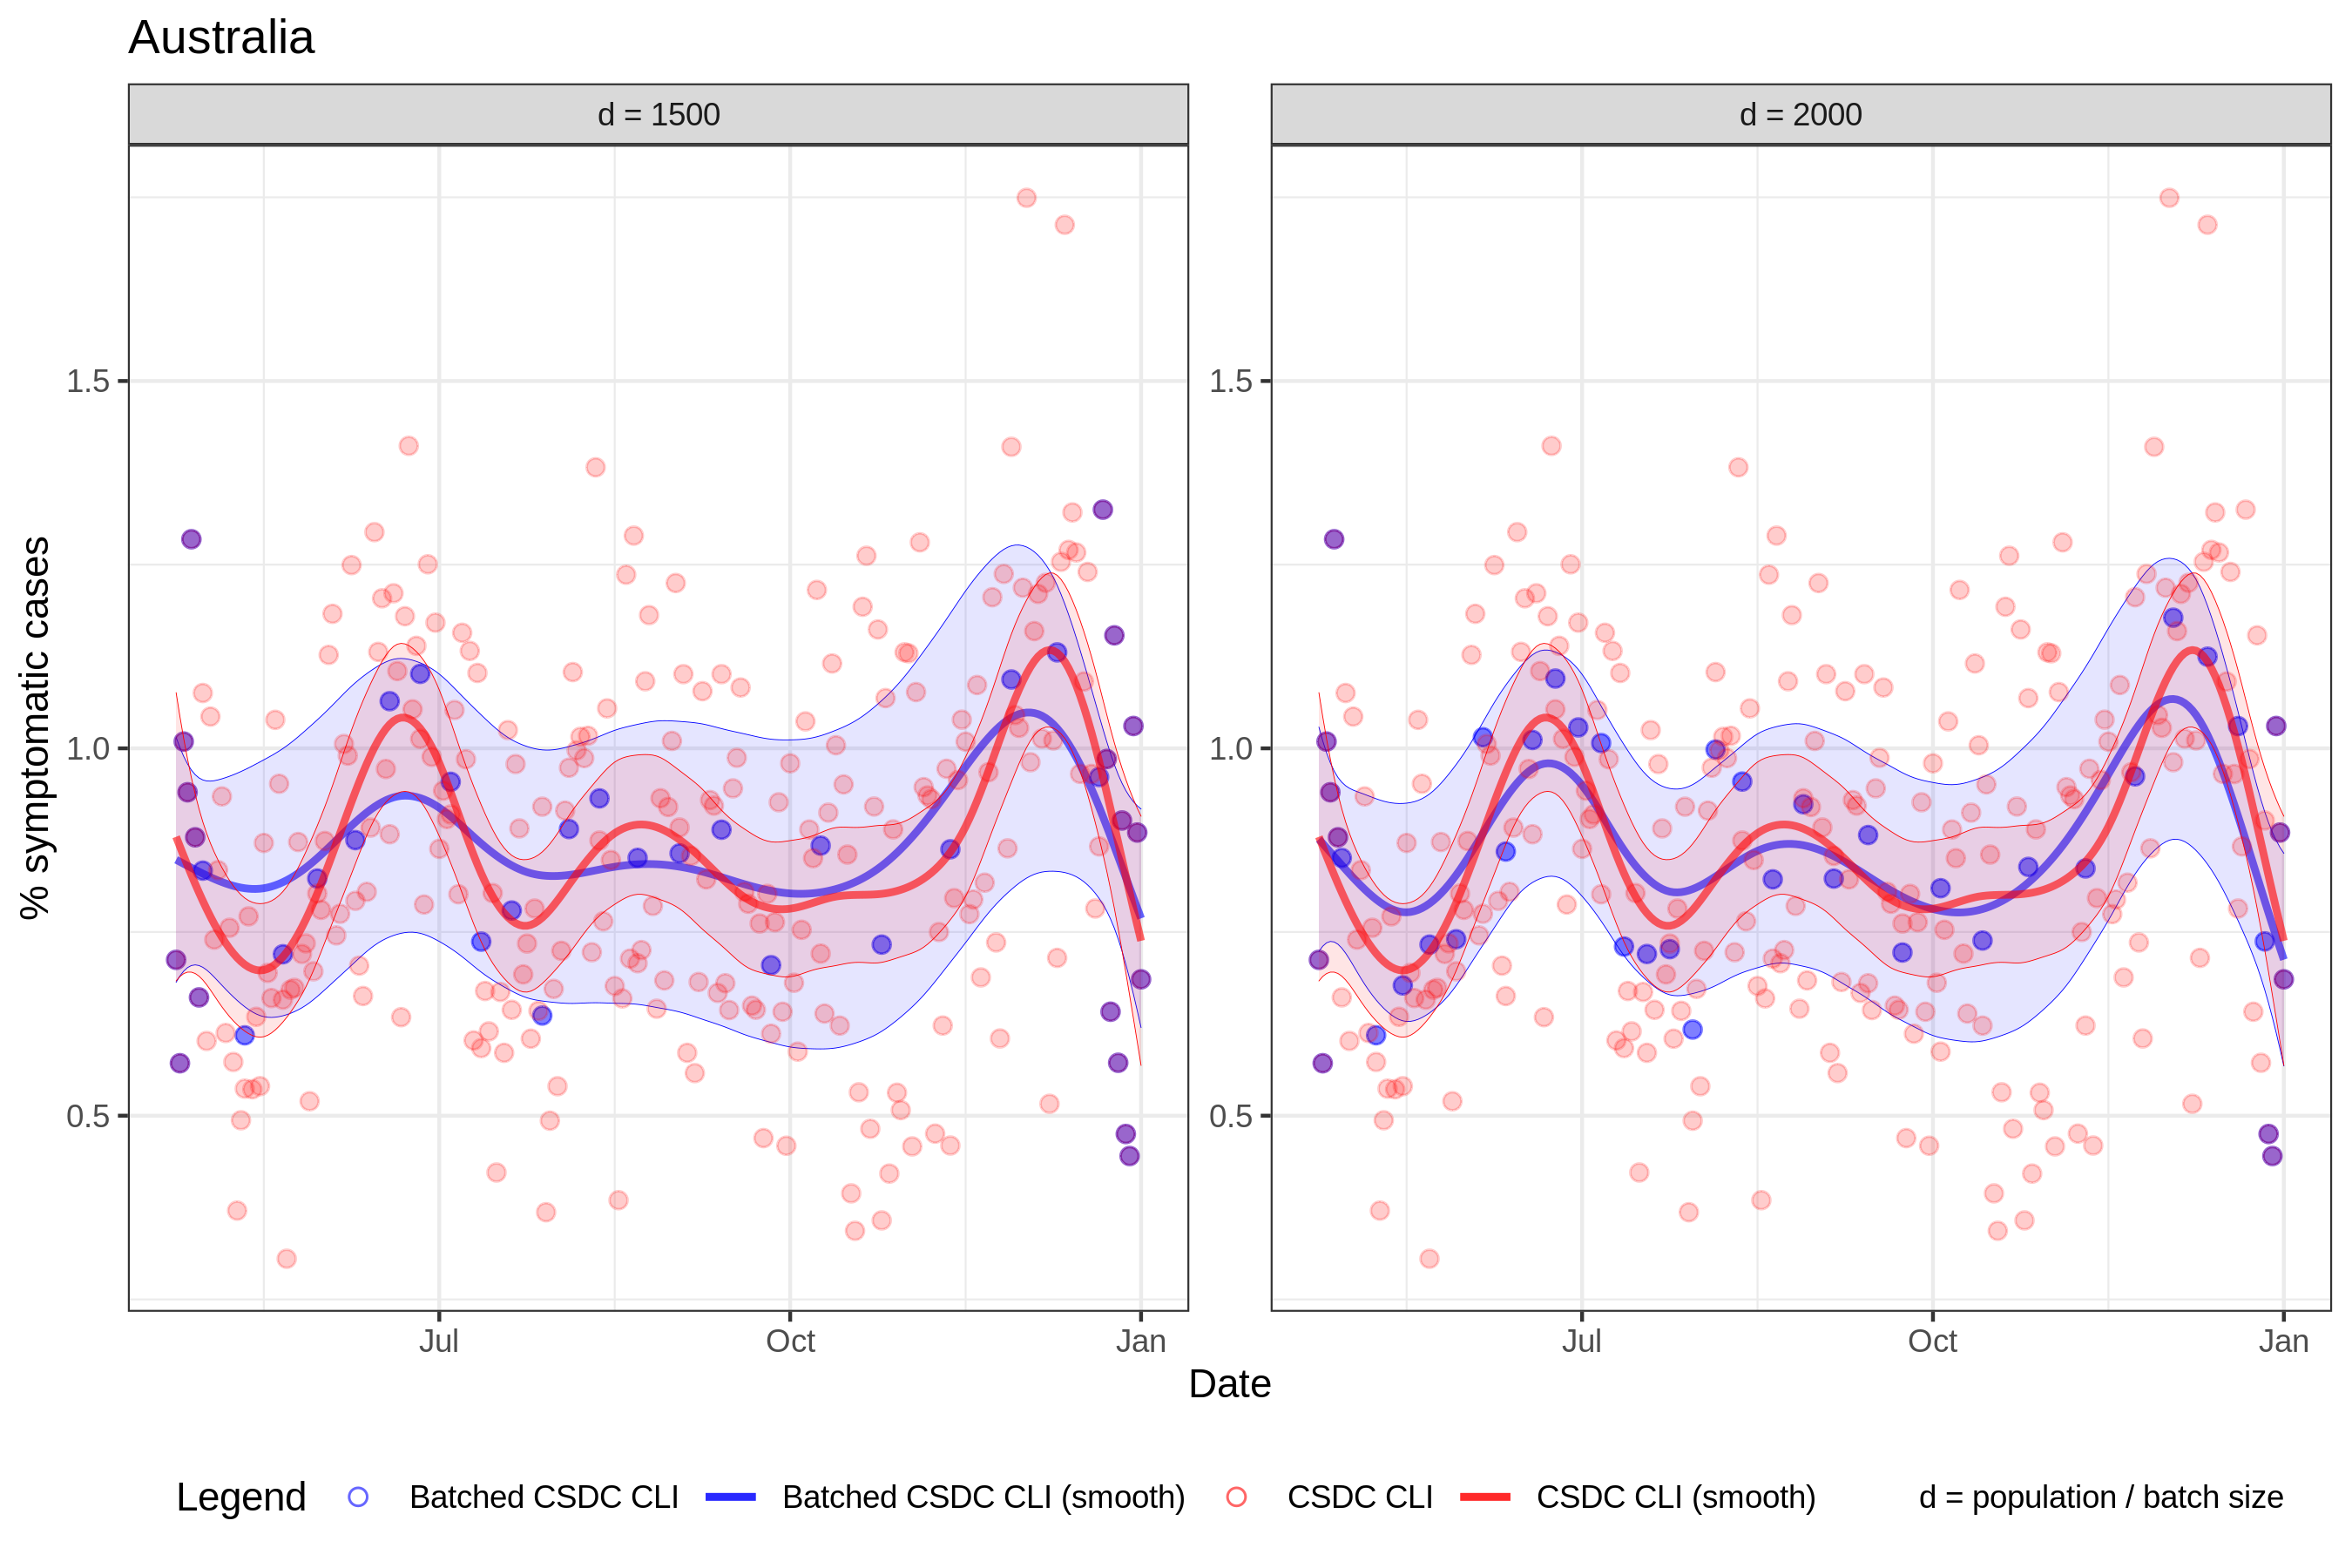 Australia
d = 1500
d = 2000
% symptomatic cases
1.5
1.0
0.5
1.5
1.0
0.5
Jul
Oct
Jan
Jul
Oct
Jan
Date
Legend
Batched CSDC CLI
Batched CSDC CLI (smooth)
CSDC CLI
CSDC CLI (smooth)
d = population / batch size